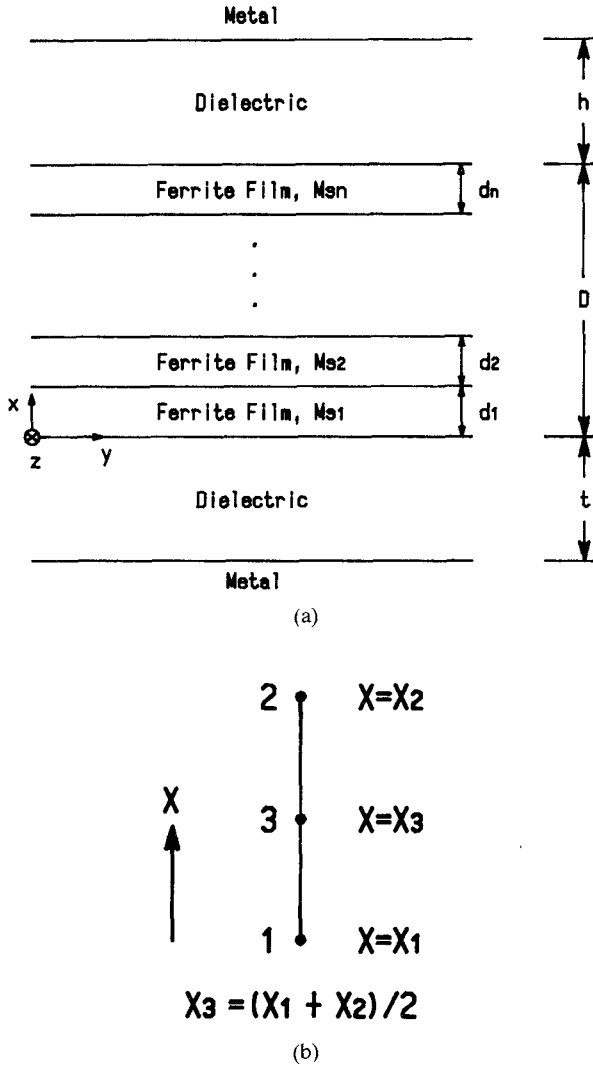 Metal
Dielectric
h
Ferrite Film, Msn
dn
.
.
.
D
Ferrite Film, Ms2
d2
x
Ferrite Film, Ms1
d1
z
y
Dielectric
t
Metal
(a)
2 X=X2
X 3 X=X3
1 X=X1
X3 =(X1 + X2)/2
(b)